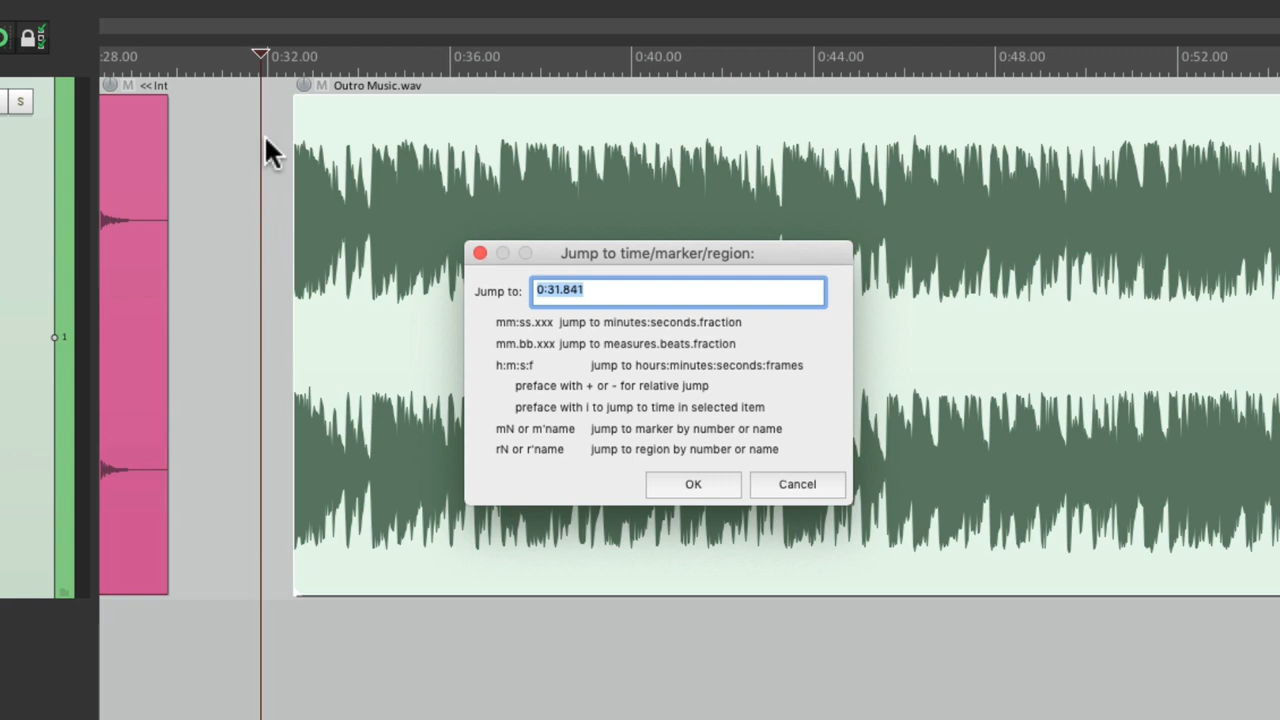 :28.00 0:32.00 0:36.00 0:40.00 0:44.00 0:48.00 0:52.00
M << Int M Outro Music.wav
S
Jump to time/marker/region:
Jump to: 0:31.841
mm:ss.xxx jump to minutes:seconds.fraction
mm.bb.xxx jump to measures.beats.fraction
h:m:s:f jump to hours:minutes:seconds:frames
preface with + or - for relative jump
preface with i to jump to time in selected item
mN or m'name jump to marker by number or name
rN or r'name jump to region by number or name
OK Cancel
1